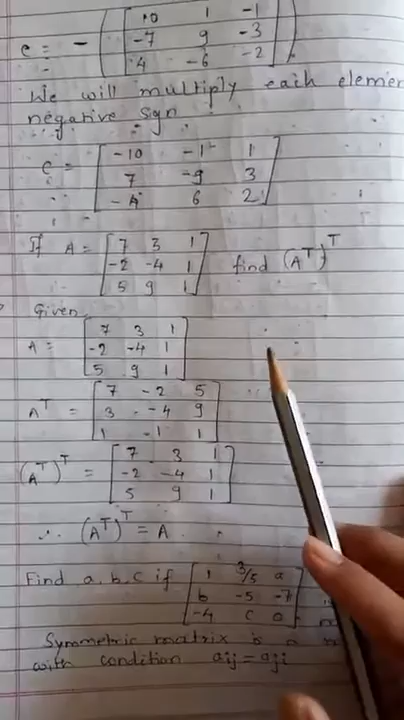 10 1 -1
e = - -7 9 -3
4 -6 -2
We will multiply each elemen
negative sgn
-10 -1 1
c = 7 -9 3
-4 6 2
If A = 7 3 1
-2 -4 1 find (A^T)^T
5 9 1
Given
7 3 1
A = -2 -4 1
5 9 1
7 -2 5
A^T = 3 -4 9
1 -1 1
7 3 1
(A^T)^T = -2 -4 1
5 9 1
∴ (A^T)^T = A
Find a, b, c if 1 3/5 a
b -5 -7
-4 c 0
Symmetric matrix is a
with condition aij = aji